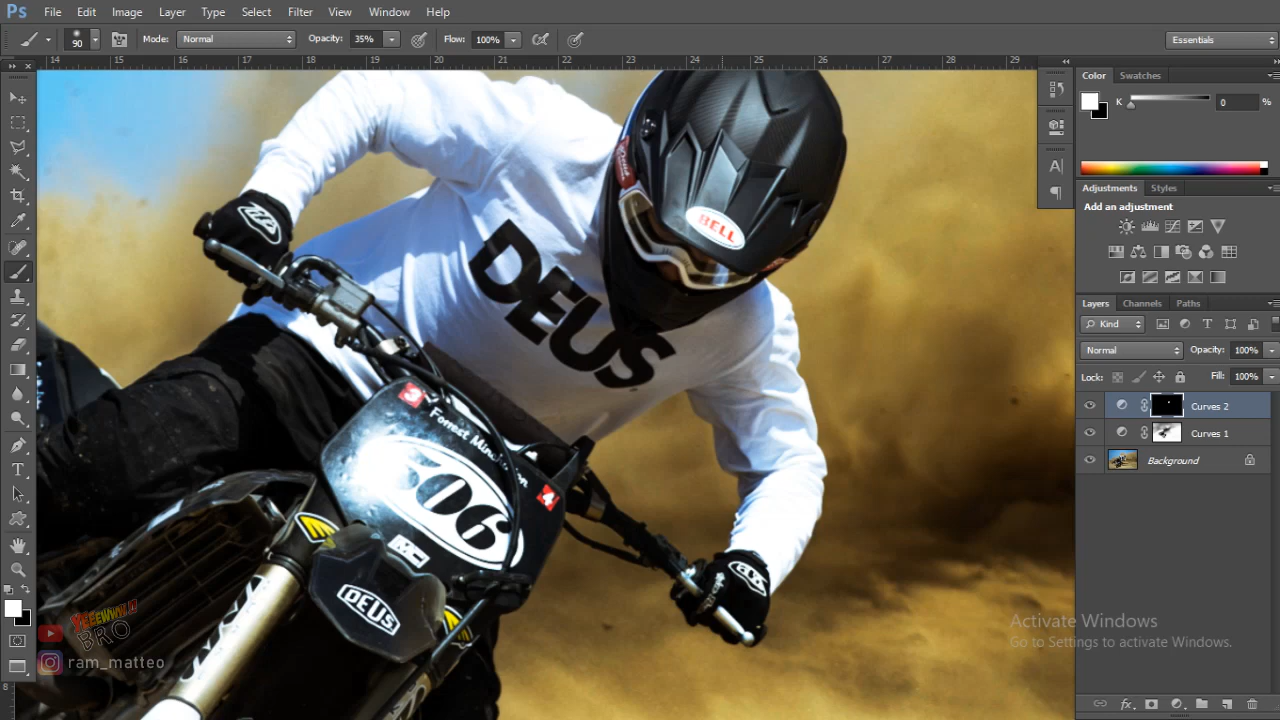 Ps File Edit Image Layer Type Select Filter View Window Help
90 Mode: Normal Opacity: 35% Flow: 100% Essentials
14 15 16 17 18 19 20 21 22 23 24 25 26 27 28 29
Color Swatches
K 0 %
Adjustments Styles
Add an adjustment
Layers Channels Paths
Kind
Normal Opacity: 100%
Lock: Fill: 100%
Curves 2
Curves 1
Background
BELL
DEUS
3
Forrest
4
06
DEUS
YEEEWWW!!
BRO
ram_matteo
8
Activate Windows
Go to Settings to activate Windows.